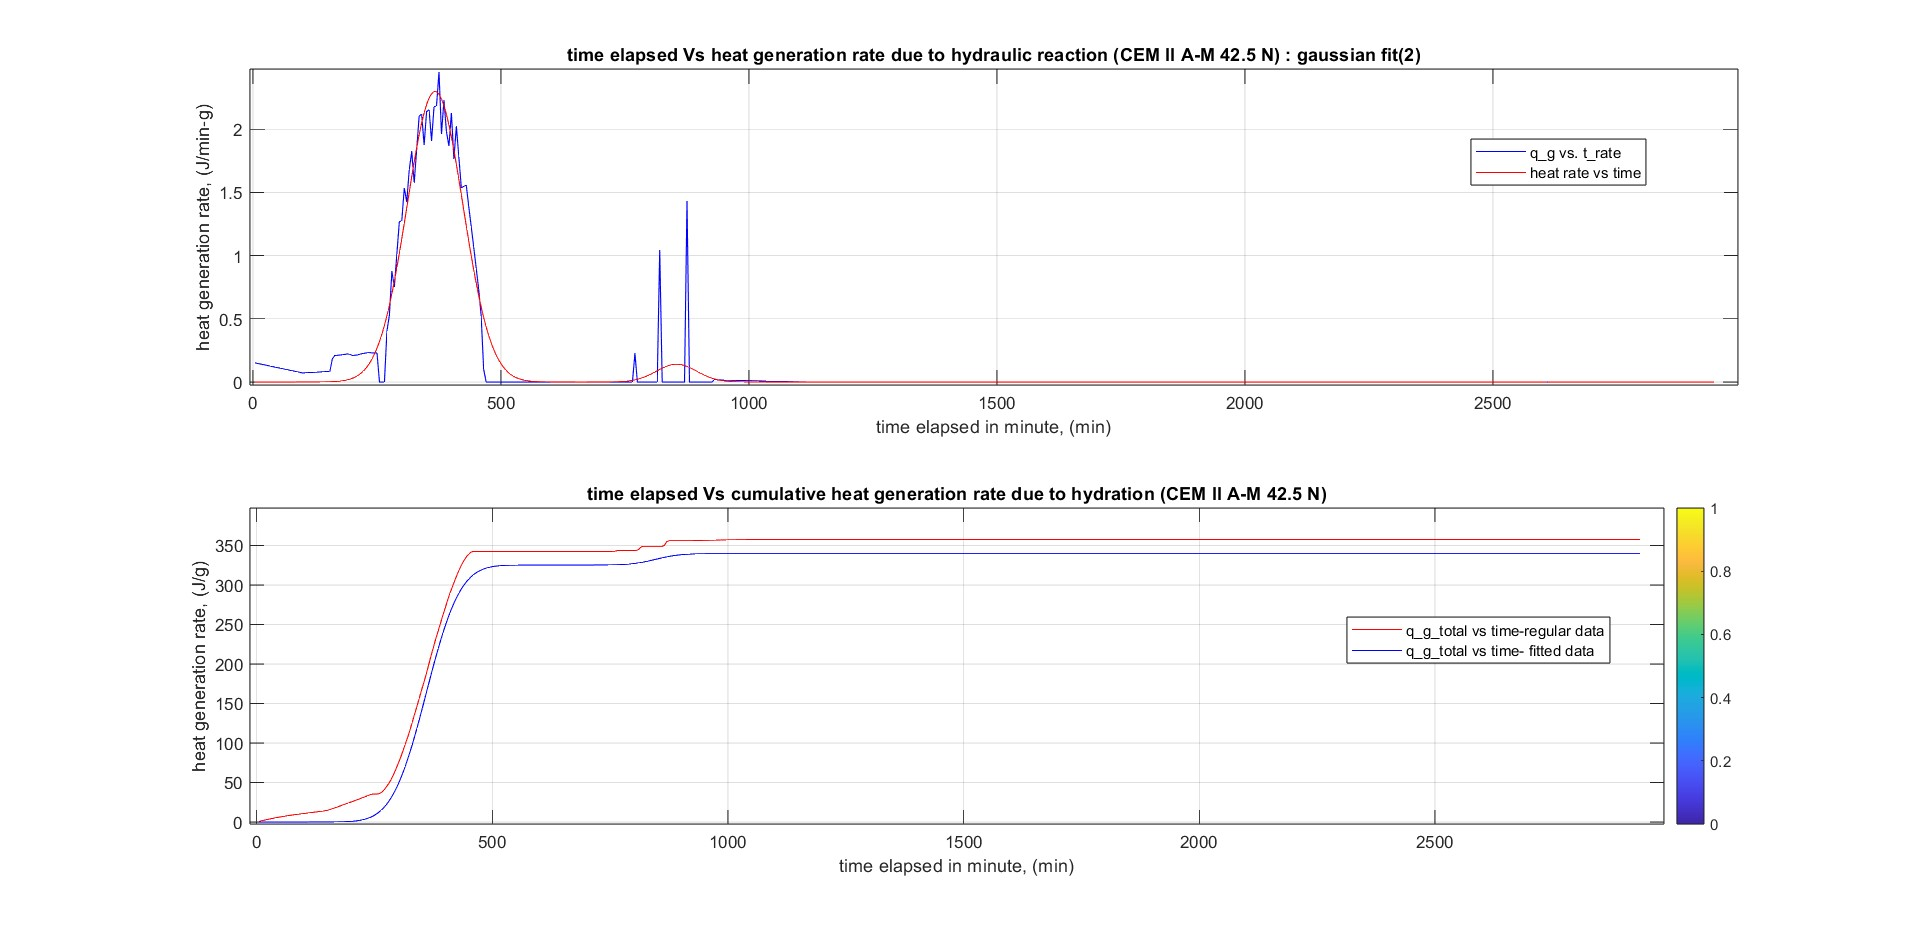 time elapsed Vs heat generation rate due to hydraulic reaction (CEM II A-M 42.5 N) : gaussian fit(2)
heat generation rate, (J/min-g)
2
1.5
1
0.5
0
q_g vs. t_rate
heat rate vs time
0 500 1000 1500 2000 2500
time elapsed in minute, (min)
time elapsed Vs cumulative heat generation rate due to hydration (CEM II A-M 42.5 N)
heat generation rate, (J/g)
350
300
250
200
150
100
50
0
q_g_total vs time-regular data
q_g_total vs time- fitted data
1
0.8
0.6
0.4
0.2
0
0 500 1000 1500 2000 2500
time elapsed in minute, (min)